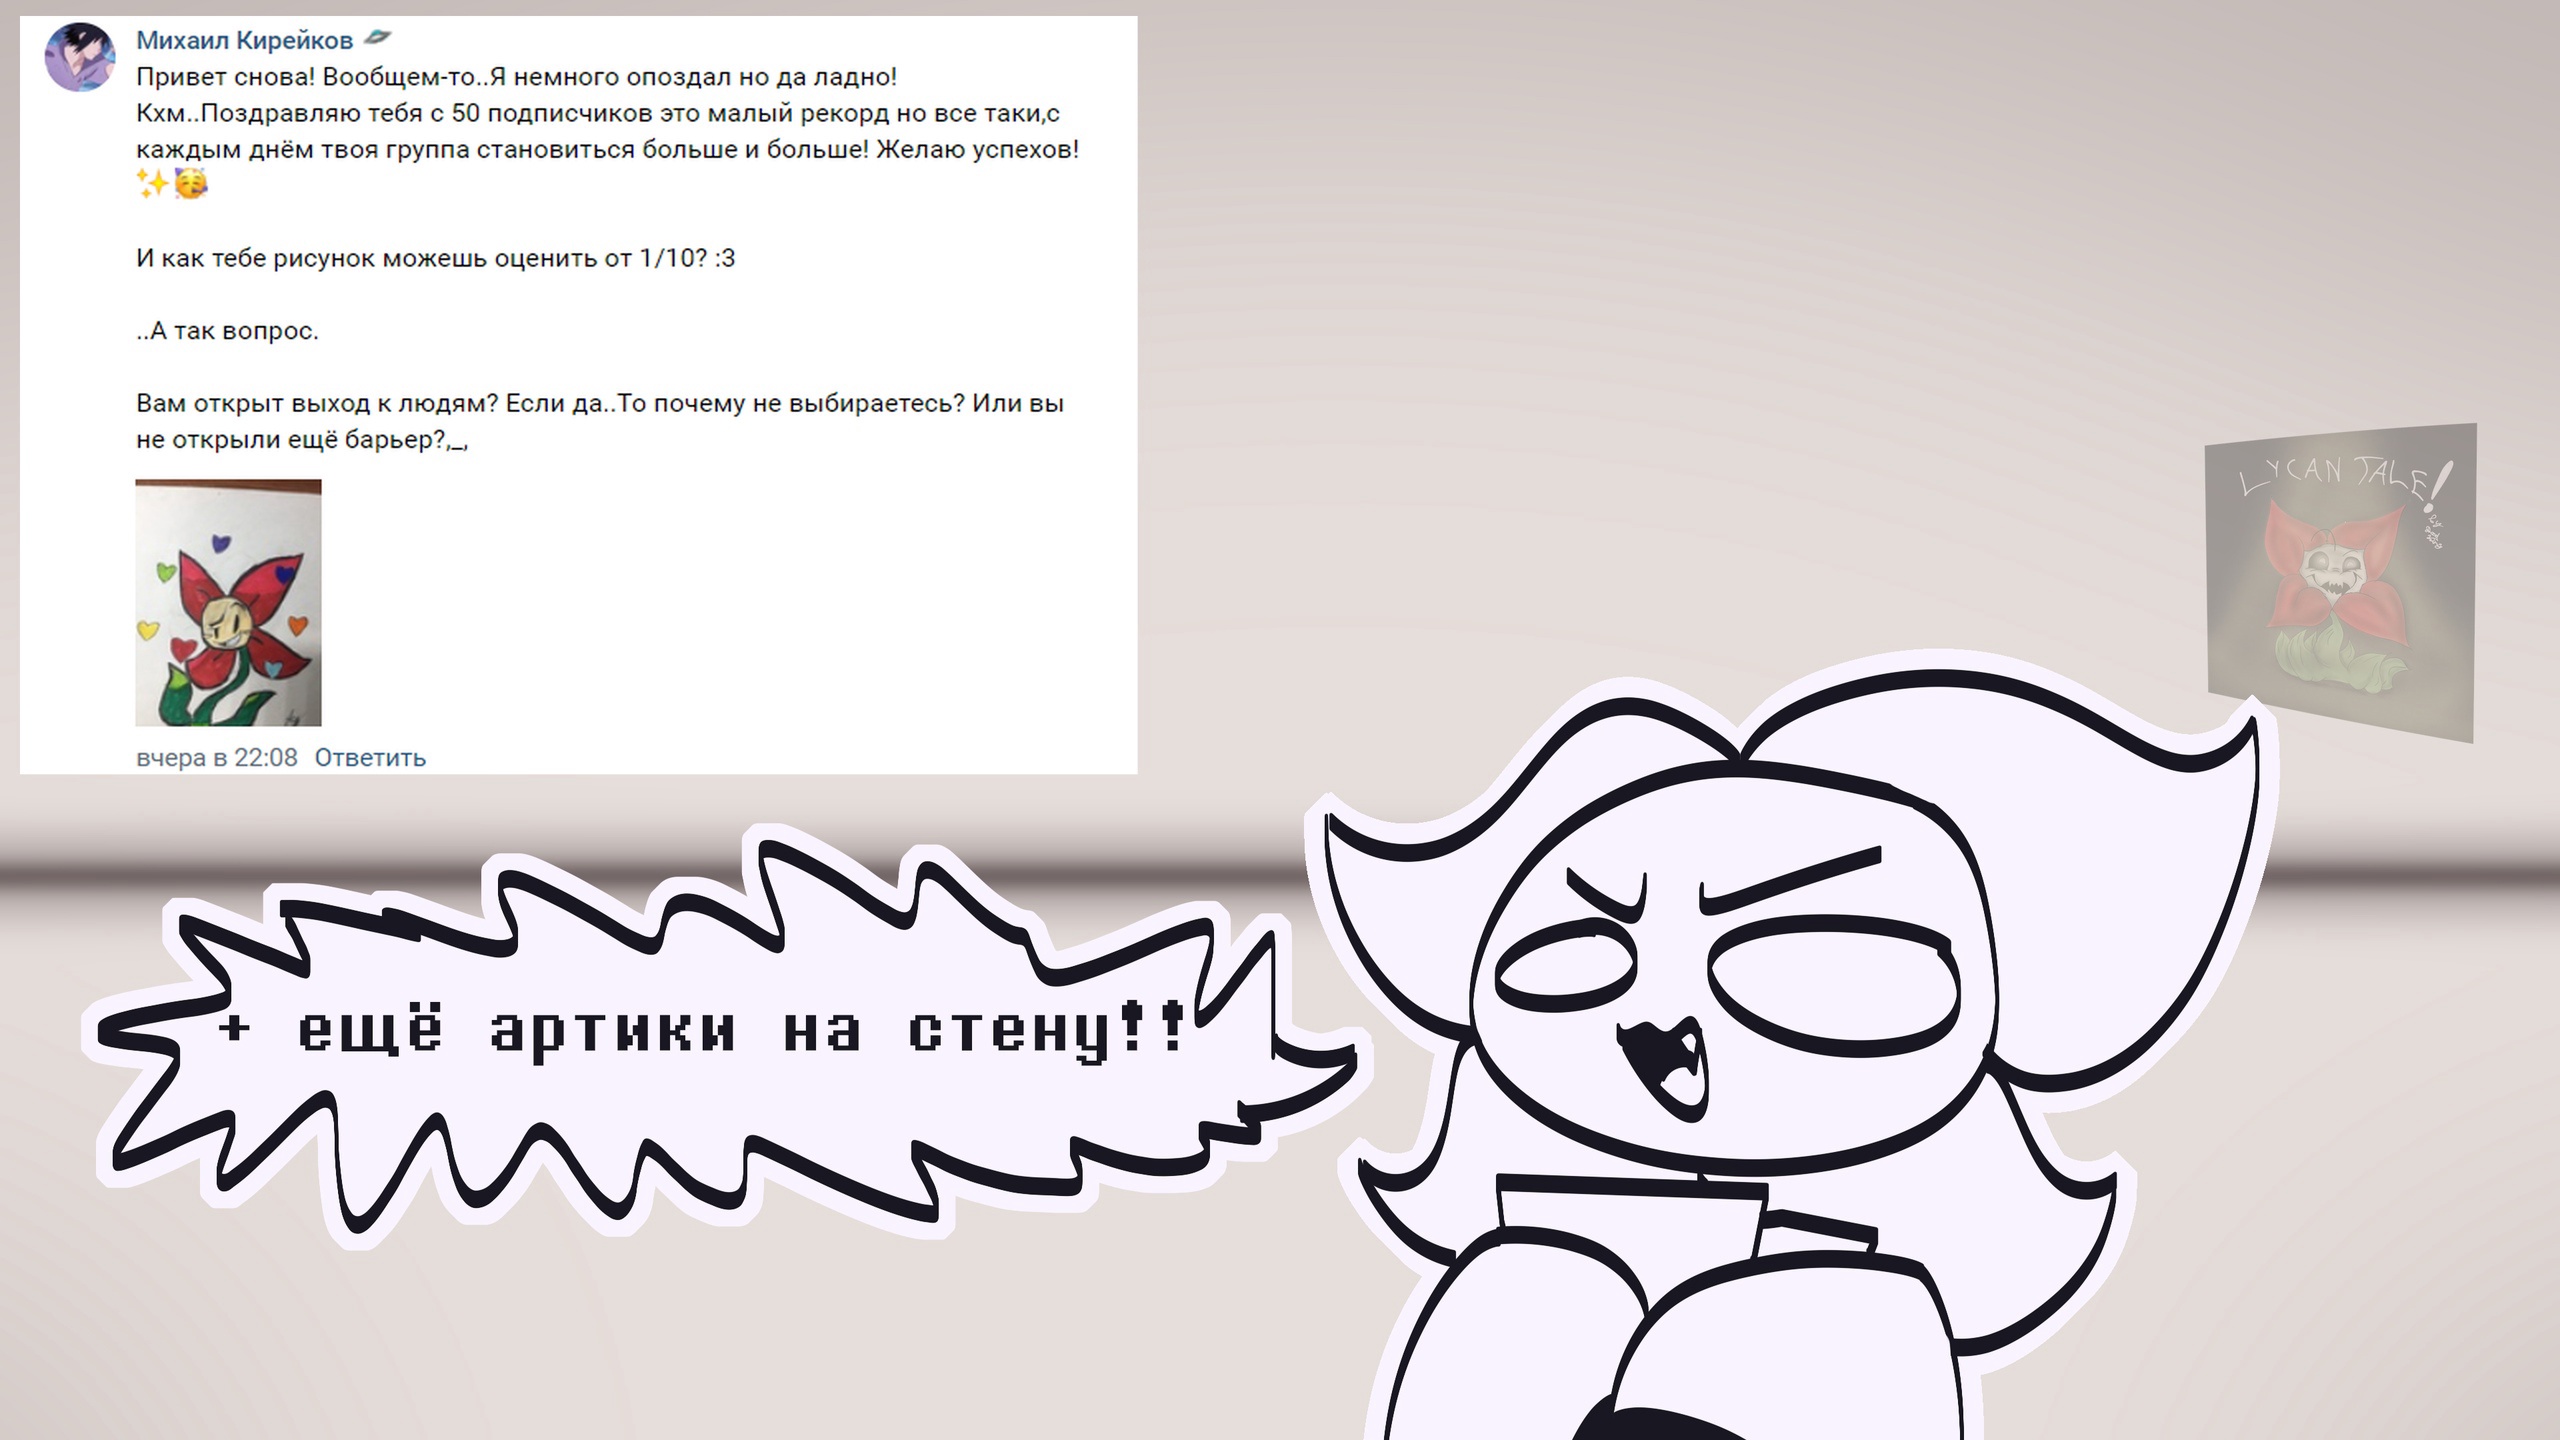 Михаил Кирейков
Привет снова! Вообщем-то..Я немного опоздал но да ладно!
Кхм..Поздравляю тебя с 50 подписчиков это малый рекорд но все таки,с
каждым днём твоя группа становиться больше и больше! Желаю успехов!
✨🥳
И как тебе рисунок можешь оценить от 1/10? :3
..А так вопрос.
Вам открыт выход к людям? Если да..То почему не выбираетесь? Или вы
не открыли ещё барьер?,_,
вчера в 22:08 Ответить
LYCAN TALE!
+ ещё артики на стену!!